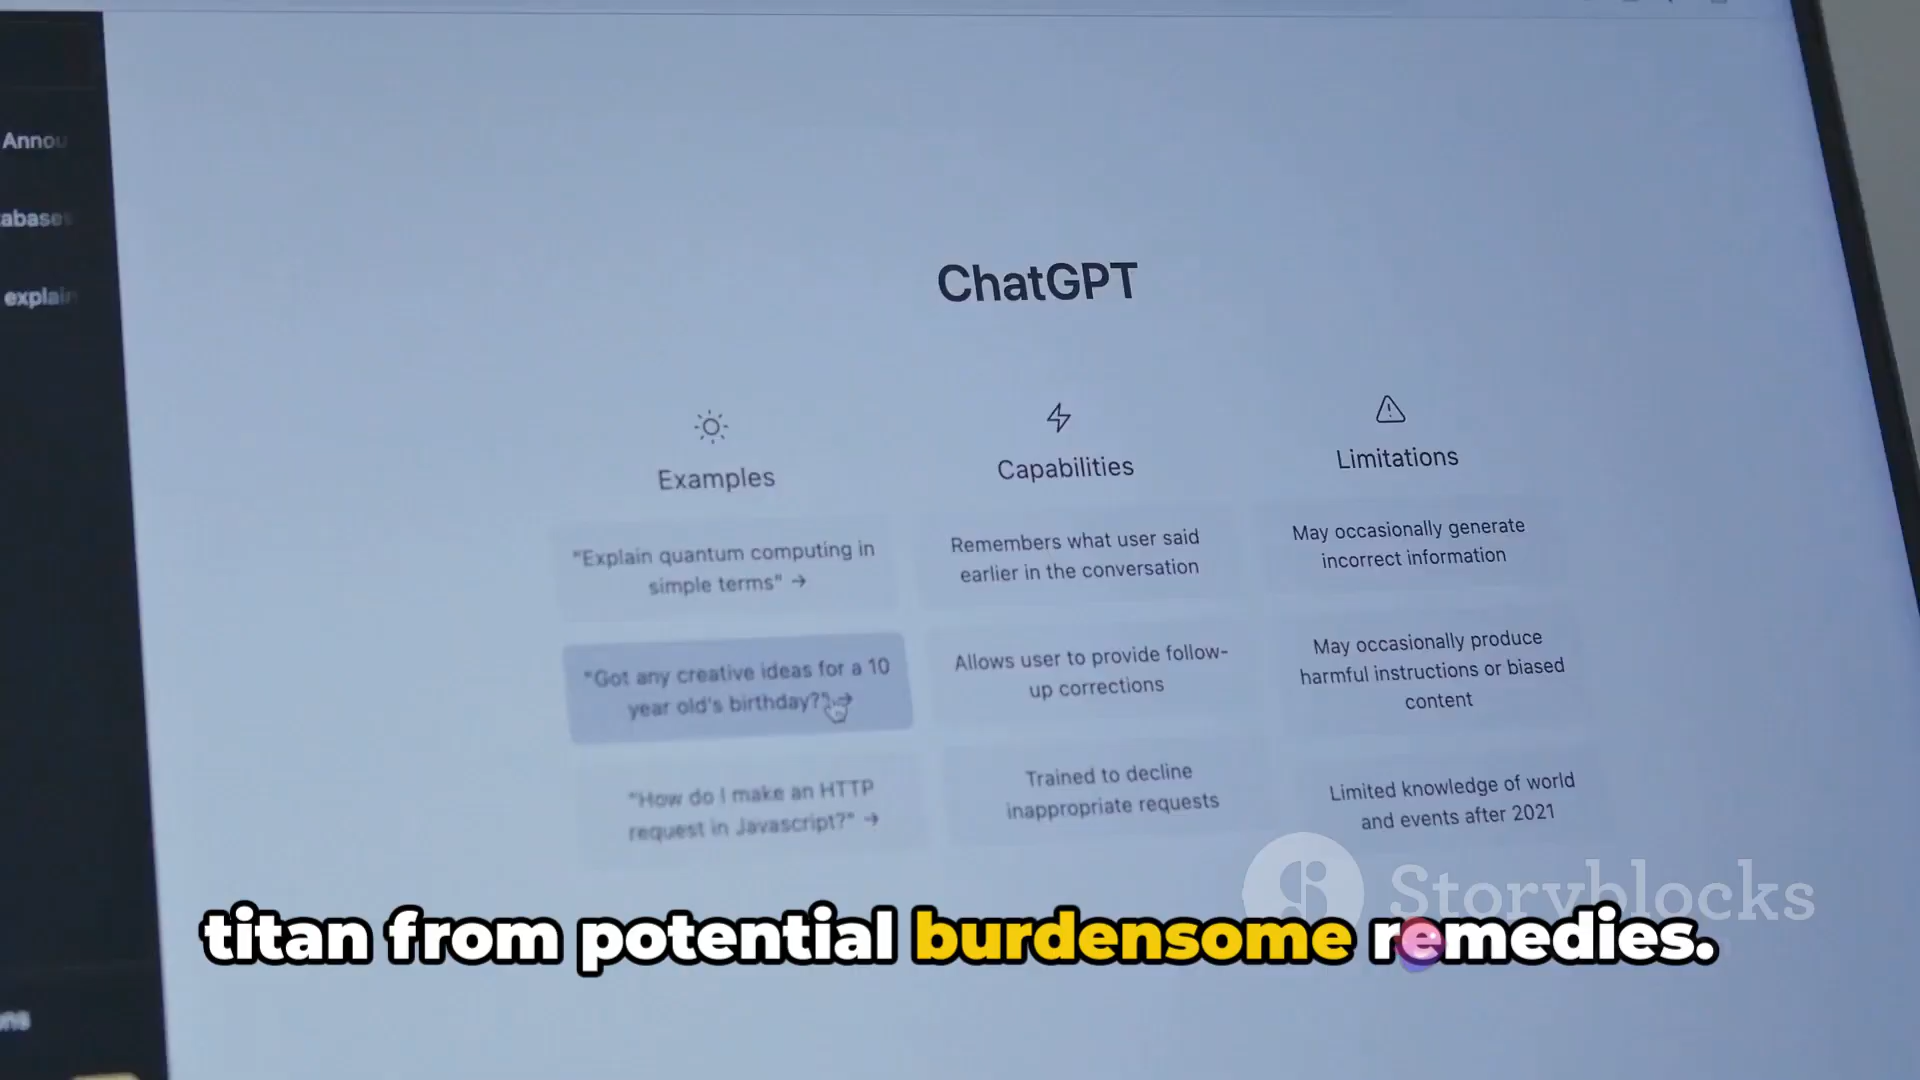 Annou
tabases
explain
ChatGPT
Examples
"Explain quantum computing in
simple terms" →
"Got any creative ideas for a 10
year old's birthday?" →
"How do I make an HTTP
request in Javascript?" →
Capabilities
Remembers what user said
earlier in the conversation
Allows user to provide follow-
up corrections
Trained to decline
inappropriate requests
Limitations
May occasionally generate
incorrect information
May occasionally produce
harmful instructions or biased
content
Limited knowledge of world
and events after 2021
Storyblocks
titan from potential burdensome remedies.